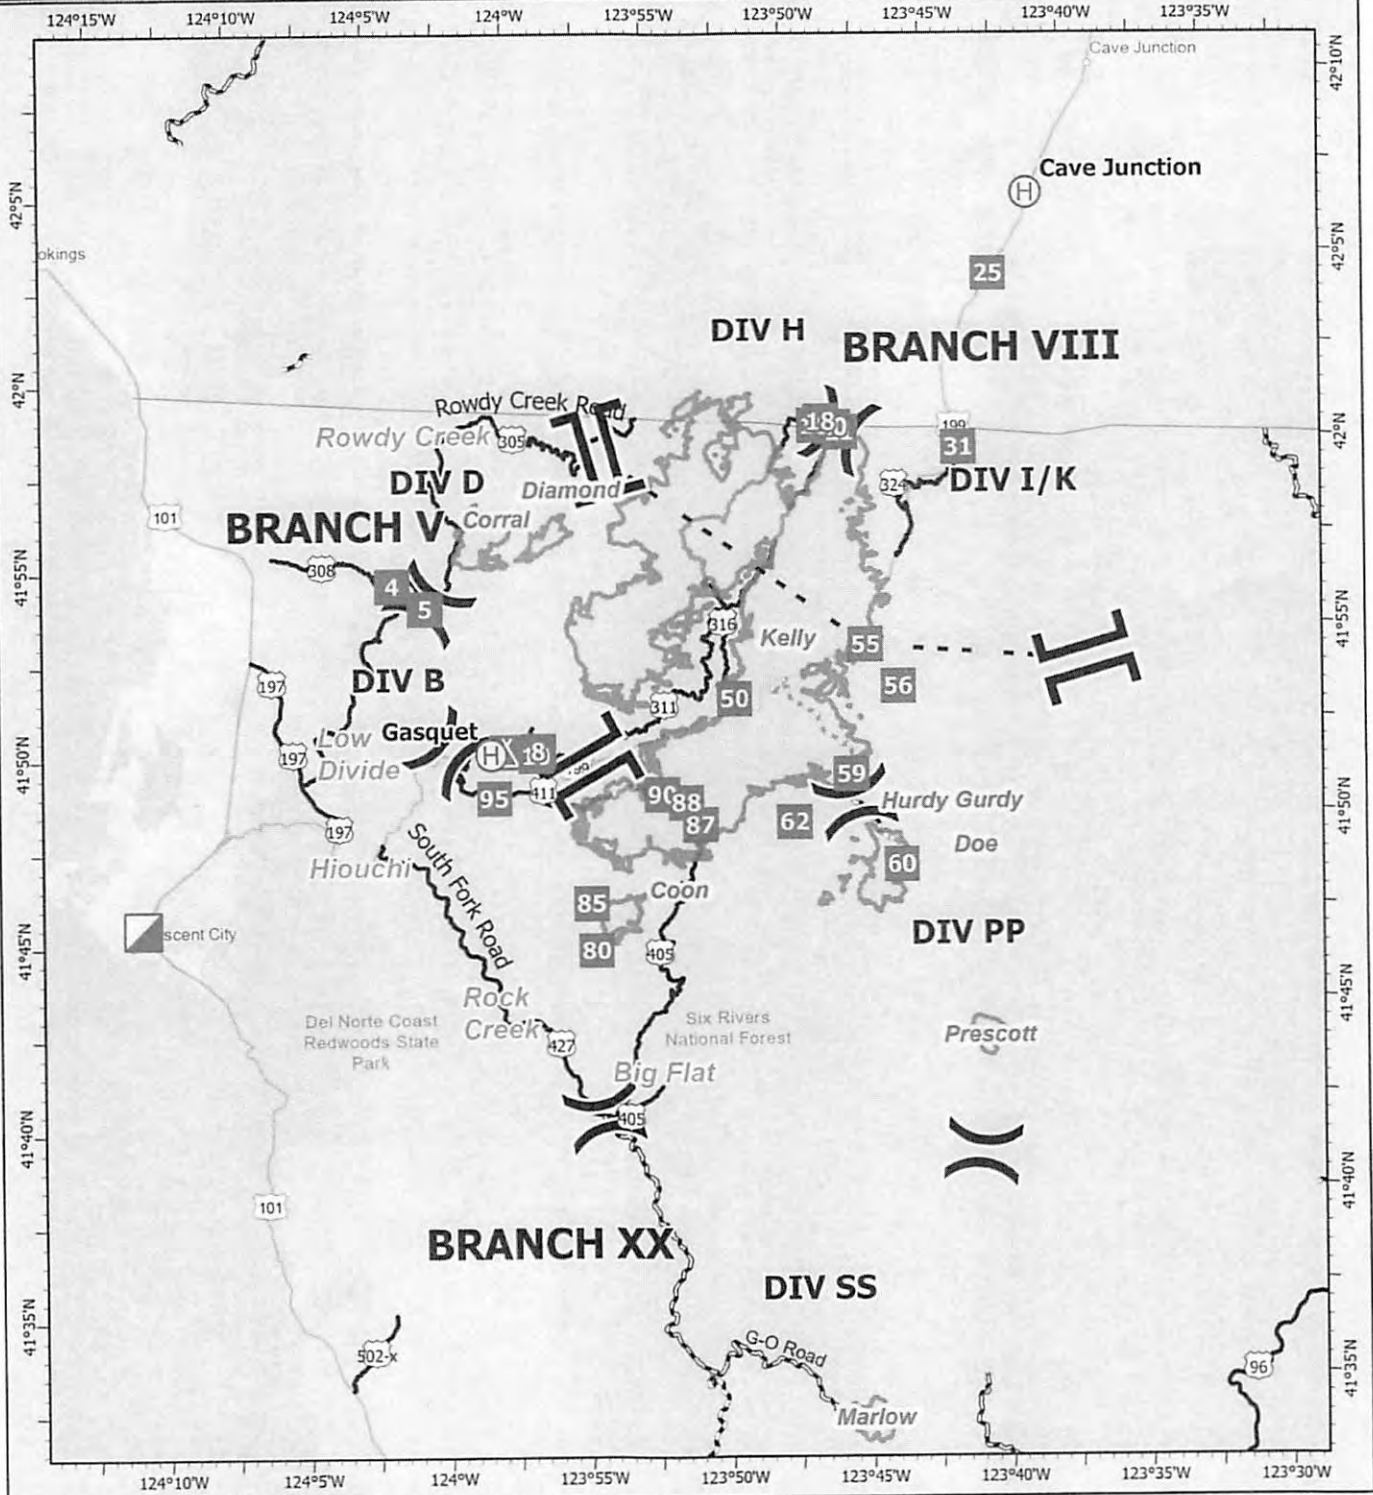 124°15'W 124°10'W 124°5'W 124°W 123°55'W 123°50'W 123°45'W 123°40'W 123°35'W
Cave Junction
42°10'N
Cave Junction
H
42°5'N
42°5'N
okings
25
DIV H
BRANCH VIII
42°N
Rowdy Creek
Rowdy Creek
305
18
199
42°N
31
DIV D
Diamond
324
DIV I/K
101
BRANCH V
Corral
308
4
41°55'N
5
316
Kelly
55
41°55'N
197
DIV B
50
56
311
Low
Divide
Gasquet
H
8
197
41°50'N
59
95
411
90
88
87
62
Hurdy Gurdy
41°50'N
197
Doe
60
Hiouchi
South Fork Road
85
Coon
DIV PP
scent City
80
405
41°45'N
Rock
Creek
41°45'N
Del Norte Coast
Redwoods State
Park
Six Rivers
National Forest
Prescott
427
Big Flat
405
41°40'N
41°40'N
101
BRANCH XX
DIV SS
41°35'N
G-O Road
502-x
96
41°35'N
Marlow
124°10'W 124°5'W 124°W 123°55'W 123°50'W 123°45'W 123°40'W 123°35'W 123°30'W